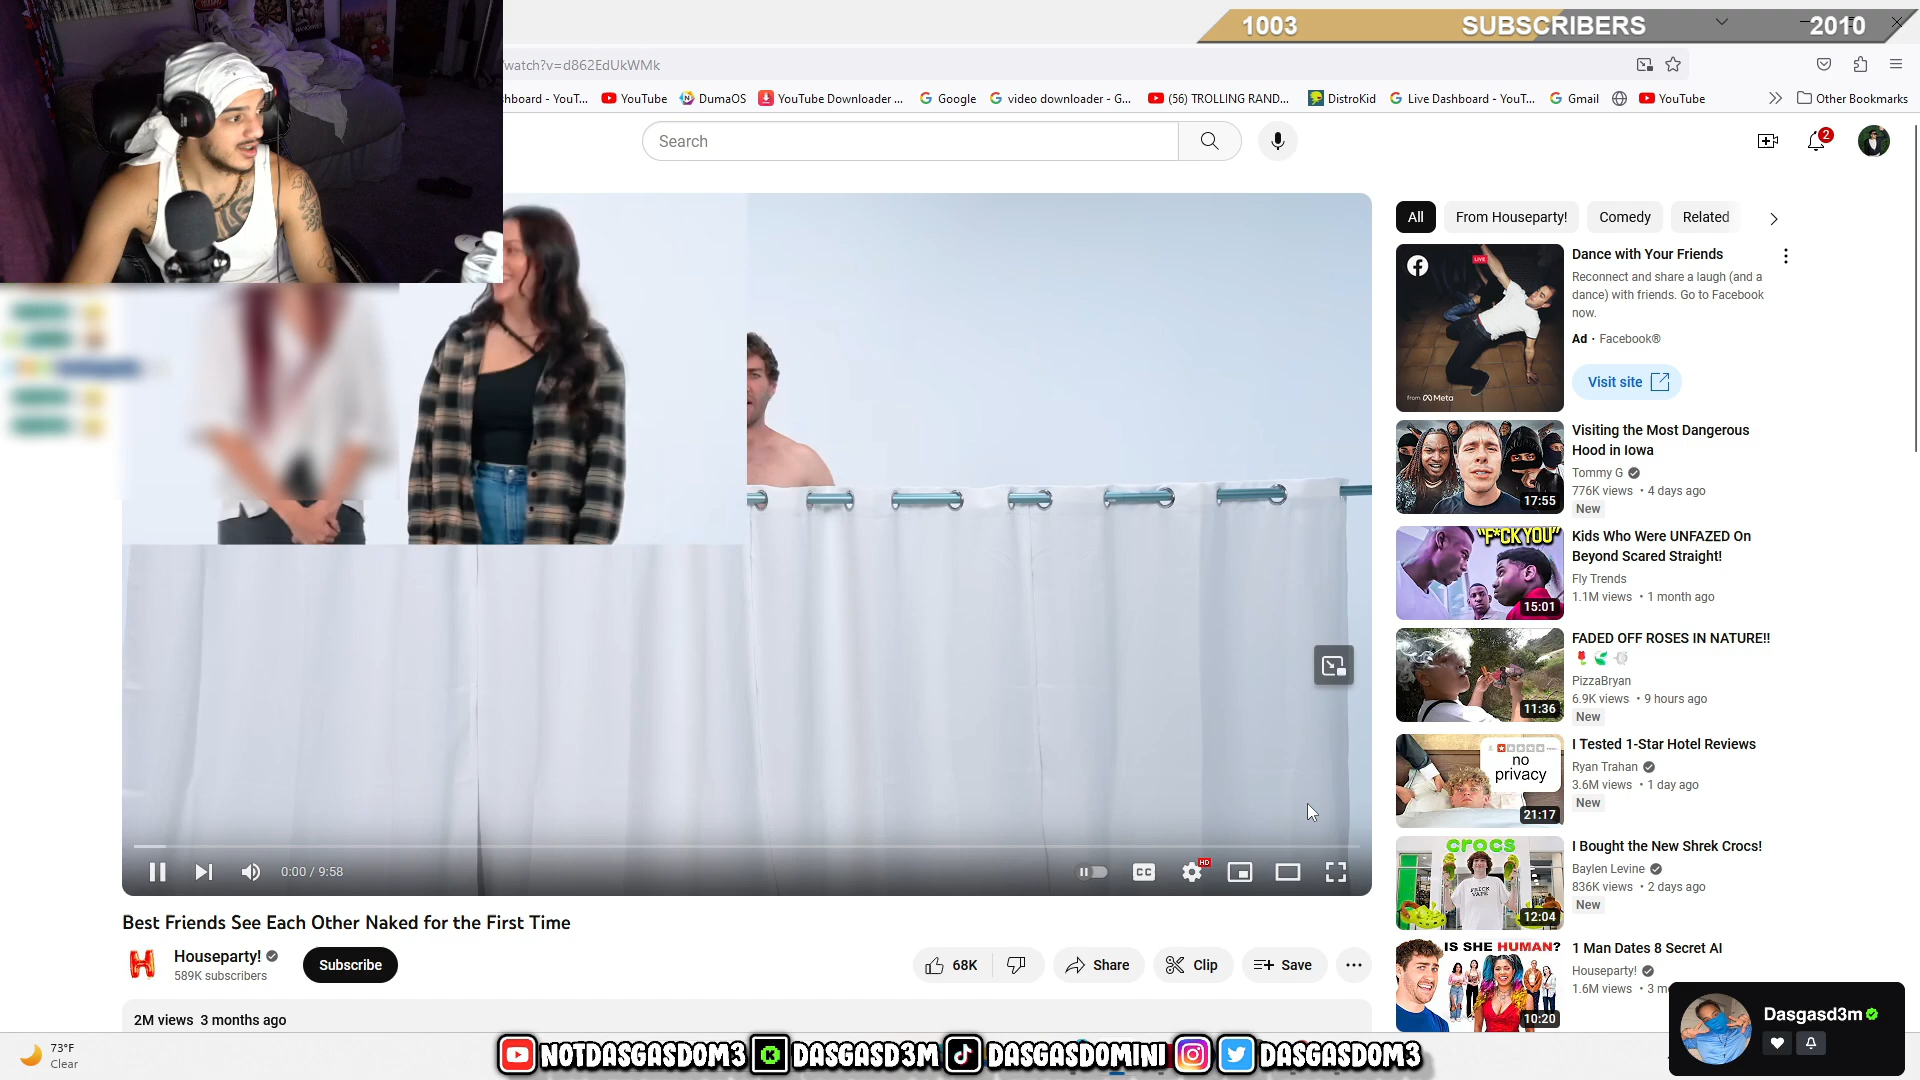 1003 SUBSCRIBERS 2010
/watch?v=d862EdUkWMk
shboard - YouT... YouTube DumaOS YouTube Downloader ... Google video downloader - G... (56) TROLLING RAND... DistroKid Live Dashboard - YouT... Gmail YouTube Other Bookmarks
Search
2
All From Houseparty! Comedy Related
Dance with Your Friends
Reconnect and share a laugh (and a
dance) with friends. Go to Facebook
now.
Ad · Facebook®
Visit site
LIVE
from Meta
Visiting the Most Dangerous
Hood in Iowa
Tommy G
776K views • 4 days ago
New
17:55
"F*CK YOU"
Kids Who Were UNFAZED On
Beyond Scared Straight!
Fly Trends
1.1M views • 1 month ago
15:01
FADED OFF ROSES IN NATURE!!
PizzaBryan
6.9K views • 9 hours ago
New
11:36
no
privacy
I Tested 1-Star Hotel Reviews
Ryan Trahan
3.6M views • 1 day ago
New
21:17
crocs
I Bought the New Shrek Crocs!
Baylen Levine
836K views • 2 days ago
New
12:04
IS SHE HUMAN?
1 Man Dates 8 Secret AI
Houseparty!
1.6M views • 3 m
10:20
0:00 / 9:58
CC
HD
Best Friends See Each Other Naked for the First Time
Houseparty!
589K subscribers
Subscribe
68K Share Clip Save
2M views 3 months ago
Dasgasd3m
73°F
Clear
NOTDASGASDOM3 DASGASD3M DASGASDOMINI DASGASDOM3